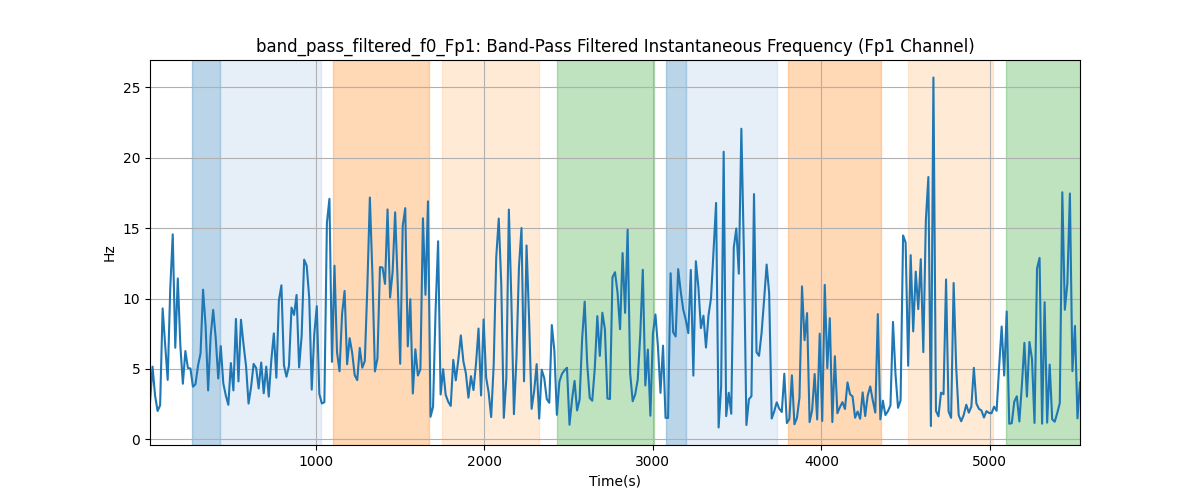 band_pass_filtered_f0_Fp1: Band-Pass Filtered Instantaneous Frequency (Fp1 Channel)
25
20
15
10
5
0
Hz
1000 2000 3000 4000 5000
Time(s)